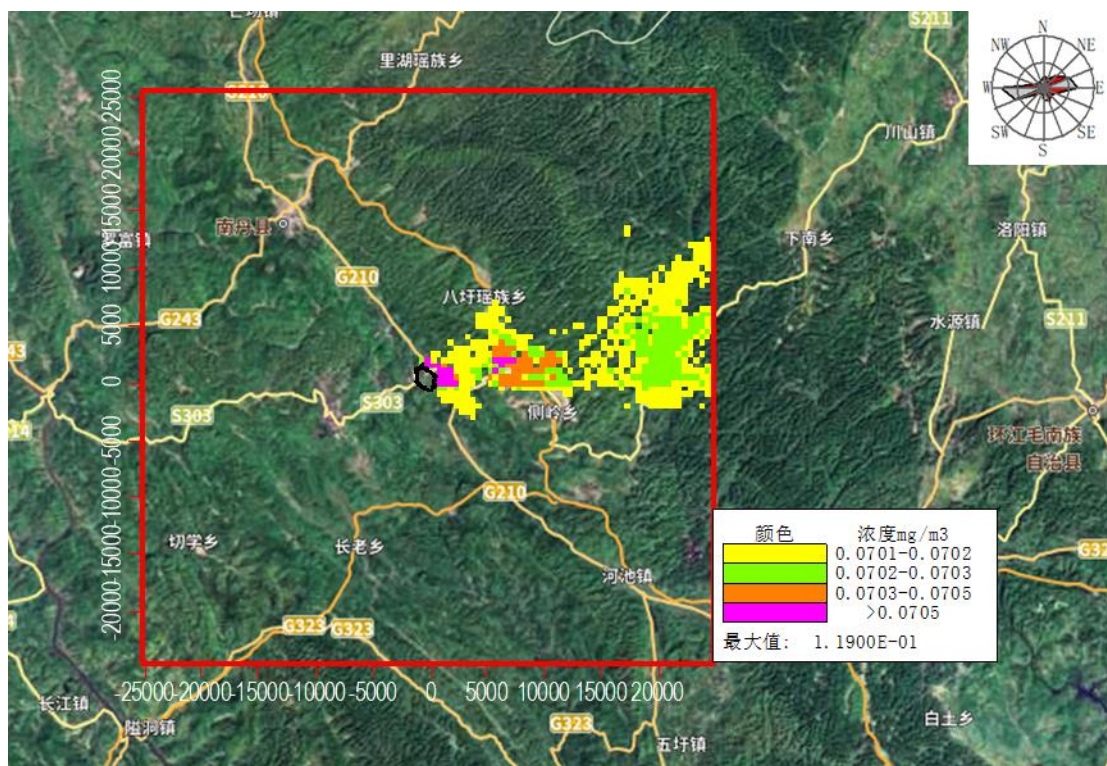 S211
N
NW
NE
W
E
SW
SE
S
里湖瑶族乡
G210
川山镇
25000
20000
15000
10000
5000
0
-5000
-10000
-15000
-20000
南丹县
下南乡
洛阳镇
G210
八圩瑶族乡
G243
水源镇
S211
S303
S303
侧岭乡
环江毛南族
自治县
G210
切学乡
长老乡
河池镇
G323
G323
颜色 浓度mg/m3
0.0701-0.0702
0.0702-0.0703
0.0703-0.0705
>0.0705
最大值: 1.1900E-01
-25000
-20000
-15000
-10000
-5000
0
5000
10000
15000
20000
长江镇
隘洞镇
G323
五圩镇
白土乡